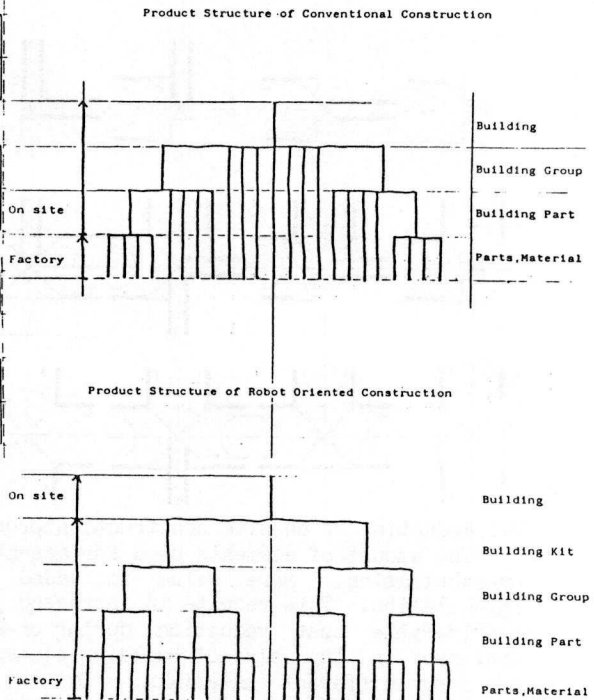 Product Structure of Conventional Construction
Building
Building Group
On site
Building Part
Factory
Parts,Material
Product Structure of Robot Oriented Construction
On site
Building
Building Kit
Building Group
Building Part
Factory
Parts,Material